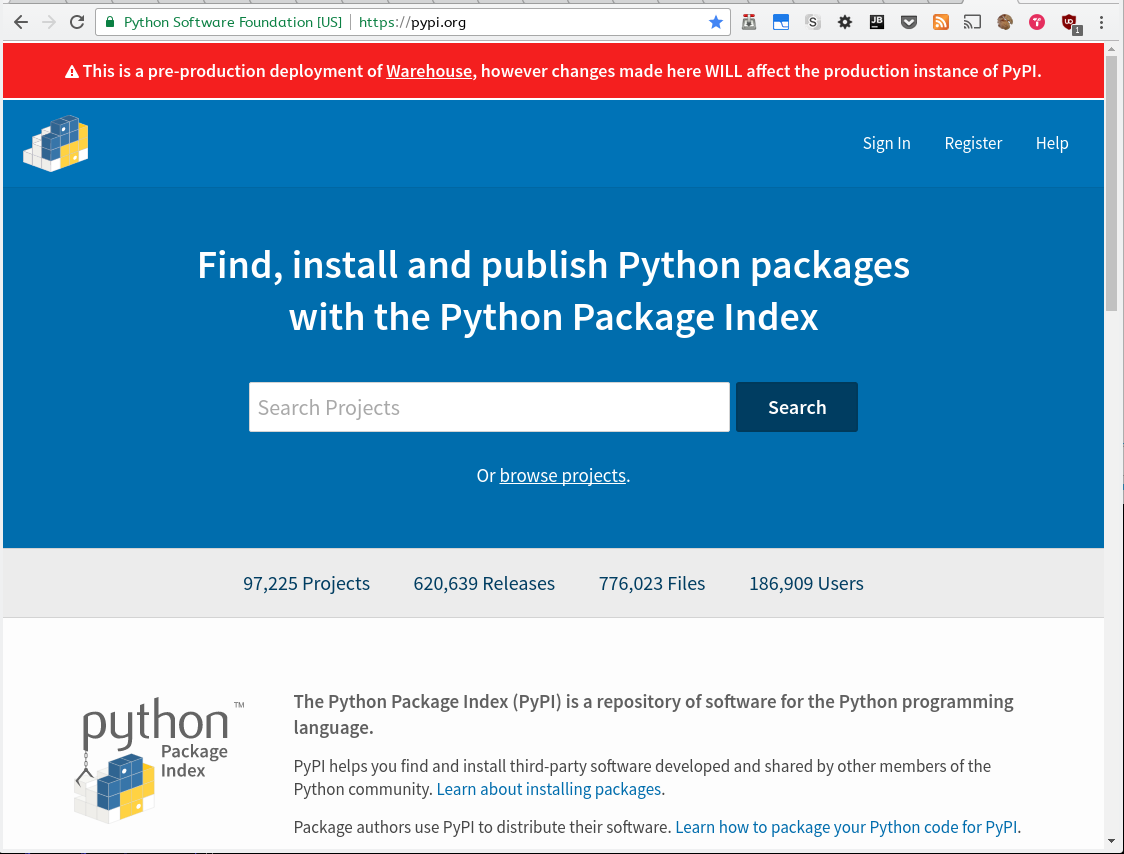 Python Software Foundation [US] https://pypi.org
S
JB
1
This is a pre-production deployment of Warehouse, however changes made here WILL affect the production instance of PyPI.
Sign In Register Help
Find, install and publish Python packages
with the Python Package Index
Search Projects Search
Or browse projects.
97,225 Projects 620,639 Releases 776,023 Files 186,909 Users
python™
Package
Index
The Python Package Index (PyPI) is a repository of software for the Python programming
language.
PyPI helps you find and install third-party software developed and shared by other members of the
Python community. Learn about installing packages.
Package authors use PyPI to distribute their software. Learn how to package your Python code for PyPI.